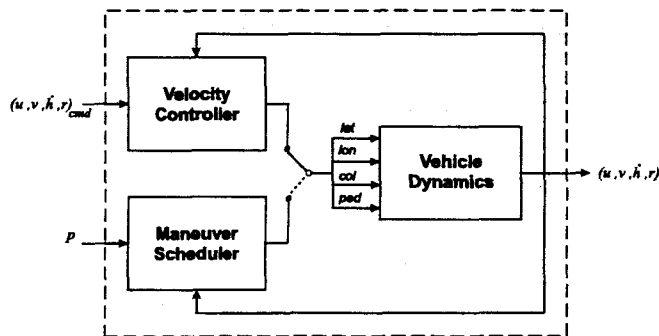 (u, v, ḣ, r)cmd
Velocity
Controller
lat
lon
col
ped
Vehicle
Dynamics
(u, v, ḣ, r)
p
Maneuver
Scheduler